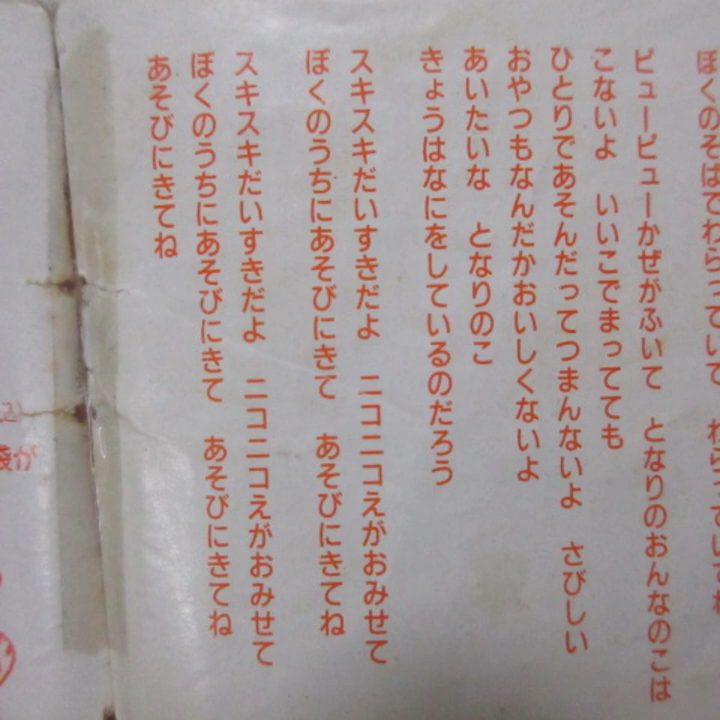 ぼくのそばでわらっていて　わらっていてね
ビュービューかぜがふいて　となりのおんなのこは
こないよ　いいこでまってても
ひとりであそんだってつまんないよ　さびしい
おやつもなんだかおいしくないよ
あいたいな　となりのこ
きょうはなにをしているのだろう
スキスキだいすきだよ　ニコニコえがおみせて
ぼくのうちにあそびにきて　あそびにきてね
スキスキだいすきだよ　ニコニコえがおみせて
ぼくのうちにあそびにきて　あそびにきてね
あそびにきてね